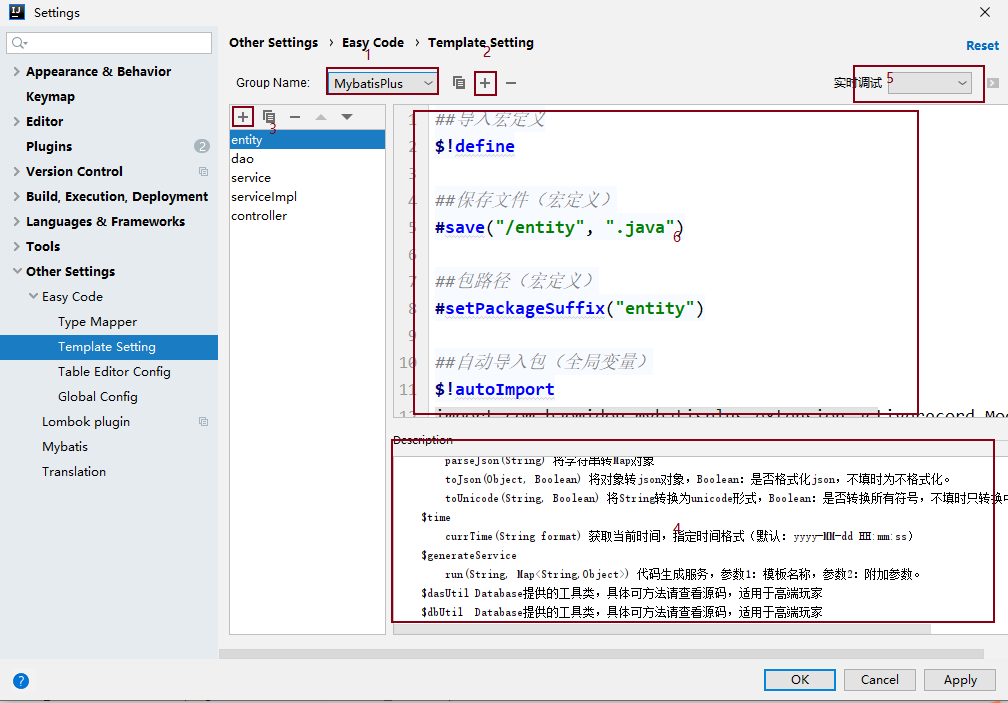 Settings
Other Settings › Easy Code › Template Setting
Reset
1
2
Appearance & Behavior
Keymap
Editor
Plugins 2
Version Control
Build, Execution, Deployment
Languages & Frameworks
Tools
Other Settings
Easy Code
Type Mapper
Template Setting
Table Editor Config
Global Config
Lombok plugin
Mybatis
Translation
Group Name: MybatisPlus
实时调试 5
3
entity
dao
service
serviceImpl
controller
1 ##导入宏定义
2 $!define
3
4 ##保存文件（宏定义）
5 #save("/entity", ".java")
6
6
7 ##包路径（宏定义）
8 #setPackageSuffix("entity")
9
10 ##自动导入包（全局变量）
11 $!autoImport
12
Description
parseJson(String) 将字符串转Map对象
toJson(Object, Boolean) 将对象转json对象，Boolean：是否格式化json，不填时为不格式化。
toUnicode(String, Boolean) 将String转换为unicode形式，Boolean：是否转换所有符号，不填时只转换中
$time
4
currTime(String format) 获取当前时间，指定时间格式（默认：yyyy-MM-dd HH:mm:ss）
$generateService
run(String, Map<String,Object>) 代码生成服务，参数1：模板名称，参数2：附加参数。
$dasUtil Database提供的工具类，具体可方法请查看源码，适用于高端玩家
$dbUtil Database提供的工具类，具体可方法请查看源码，适用于高端玩家
?
OK
Cancel
Apply